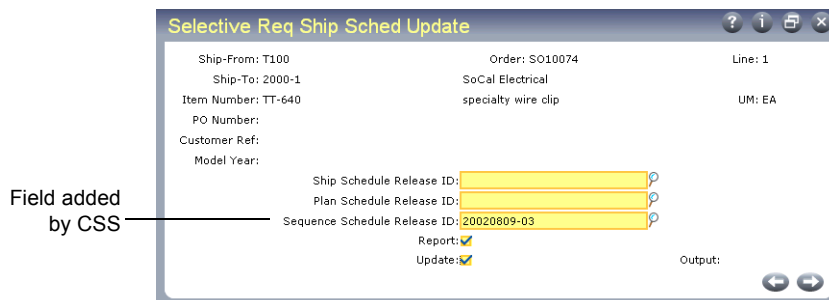 Selective Req Ship Sched Update
Ship-From: T100 Order: SO10074 Line: 1
Ship-To: 2000-1 SoCal Electrical
Item Number: TT-640 specialty wire clip UM: EA
PO Number:
Customer Ref:
Model Year:
Ship Schedule Release ID:
Plan Schedule Release ID:
Field added
by CSS
Sequence Schedule Release ID: 20020809-03
Report:
Update: Output: